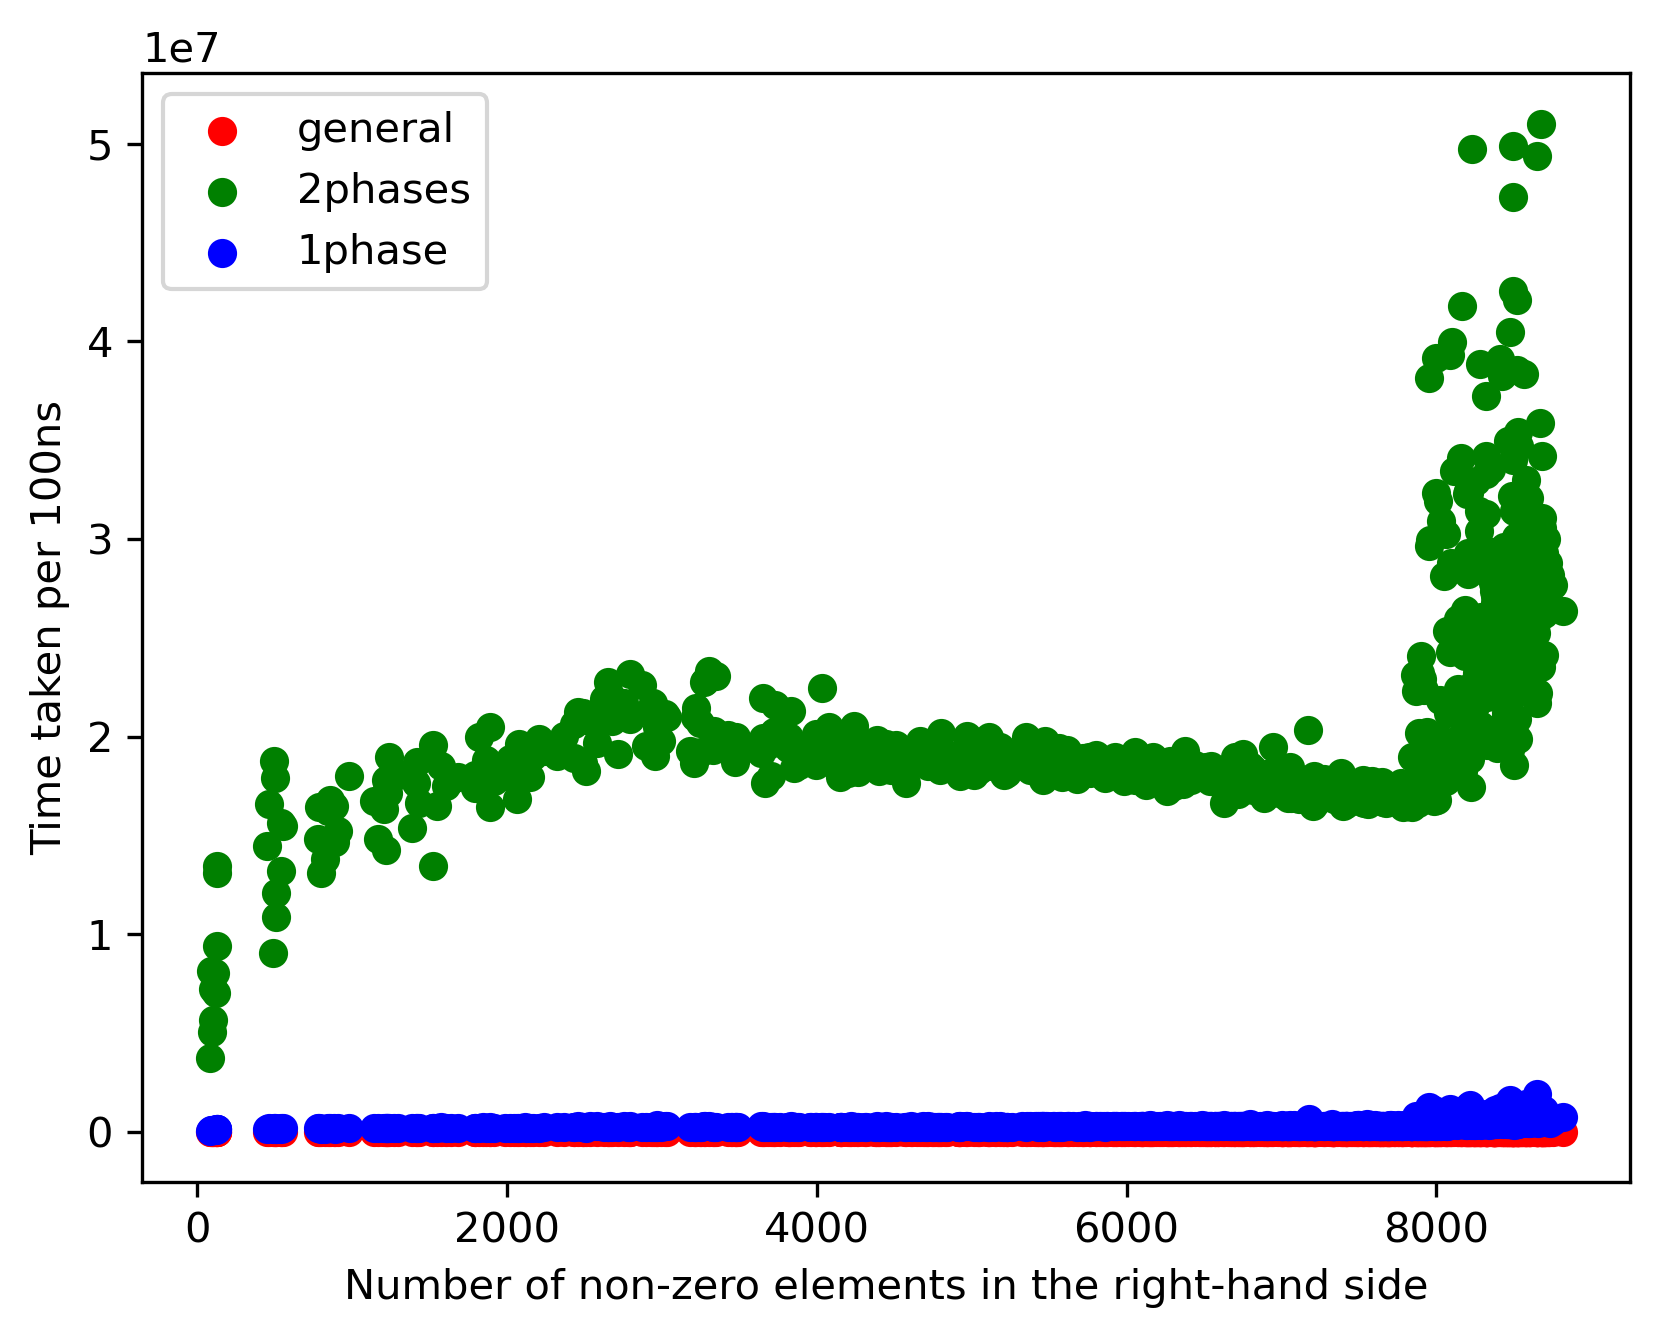 1e7
general
2phases
1phase
5
4
3
2
1
0
Time taken per 100ns
0 2000 4000 6000 8000
Number of non-zero elements in the right-hand side